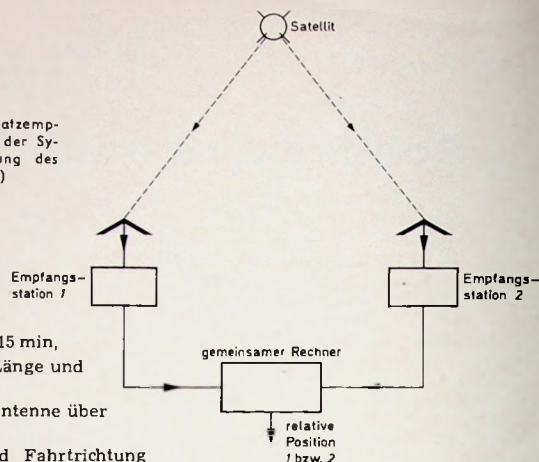 Satellit
atzemp-
der Sy-
ung des
)
Empfangs-
station 1
Empfangs-
station 2
15 min,
Länge und
gemeinsamer Rechner
ntenne über
relative
Position
1 bzw. 2
d Fahrtrichtung